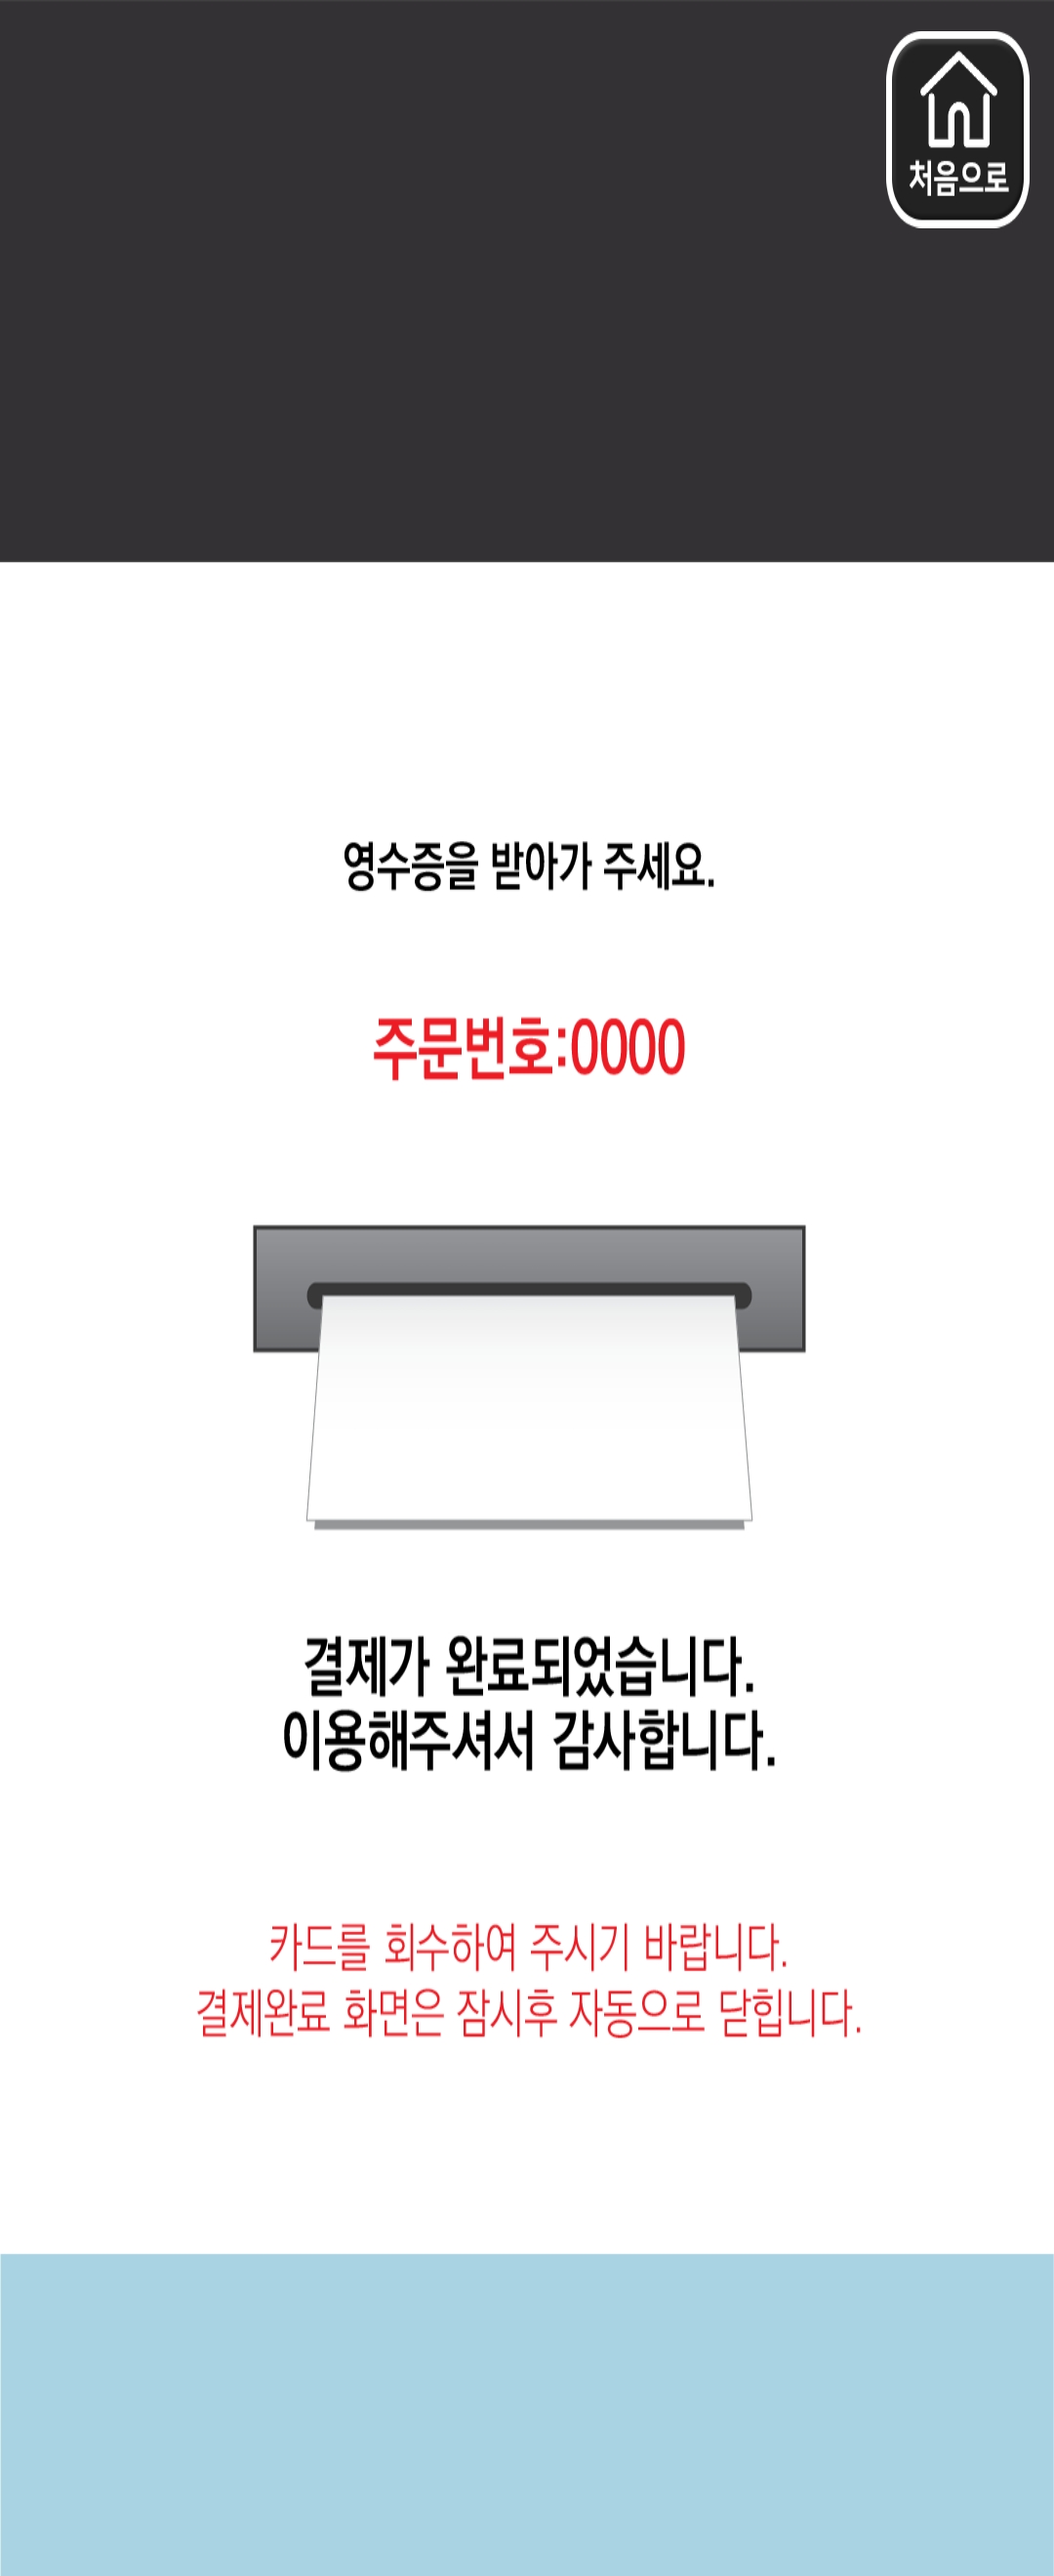 처음으로
영수증을 받아가 주세요.
주문번호:0000
결제가 완료되었습니다.
이용해주셔서 감사합니다.
카드를 회수하여 주시기 바랍니다.
결제완료 화면은 잠시후 자동으로 닫힙니다.